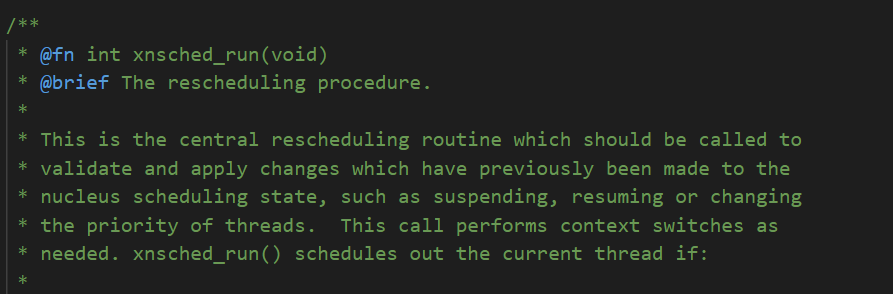 /**
 * @fn int xnsched_run(void)
 * @brief The rescheduling procedure.
 *
 * This is the central rescheduling routine which should be called to
 * validate and apply changes which have previously been made to the
 * nucleus scheduling state, such as suspending, resuming or changing
 * the priority of threads.  This call performs context switches as
 * needed. xnsched_run() schedules out the current thread if:
 *